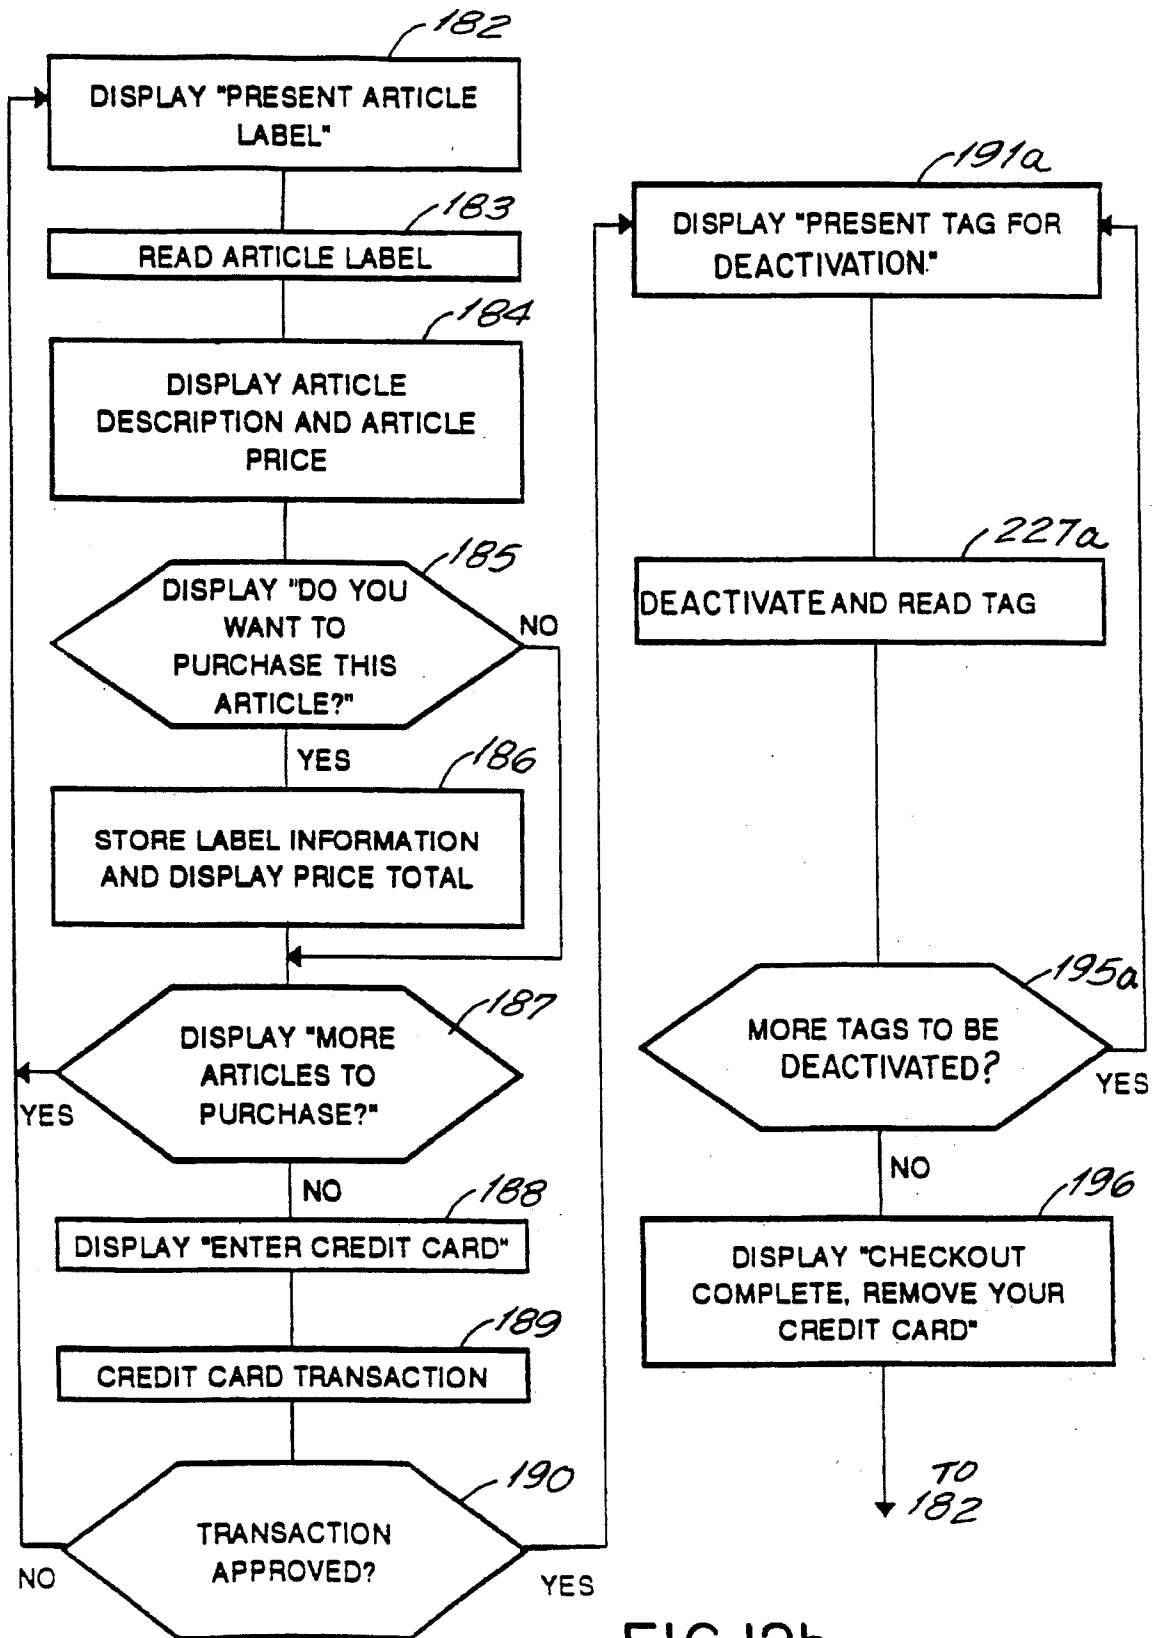 182
DISPLAY "PRESENT ARTICLE
LABEL"
183
READ ARTICLE LABEL
184
DISPLAY ARTICLE
DESCRIPTION AND ARTICLE
PRICE
185
DISPLAY "DO YOU
WANT TO
PURCHASE THIS
ARTICLE?"
NO
YES
186
STORE LABEL INFORMATION
AND DISPLAY PRICE TOTAL
187
DISPLAY "MORE
ARTICLES TO
PURCHASE?"
YES
NO
188
DISPLAY "ENTER CREDIT CARD"
189
CREDIT CARD TRANSACTION
190
TRANSACTION
APPROVED?
NO
YES
191a
DISPLAY "PRESENT TAG FOR
DEACTIVATION."
227a
DEACTIVATE AND READ TAG
195a
MORE TAGS TO BE
DEACTIVATED?
YES
NO
196
DISPLAY "CHECKOUT
COMPLETE, REMOVE YOUR
CREDIT CARD"
TO
182